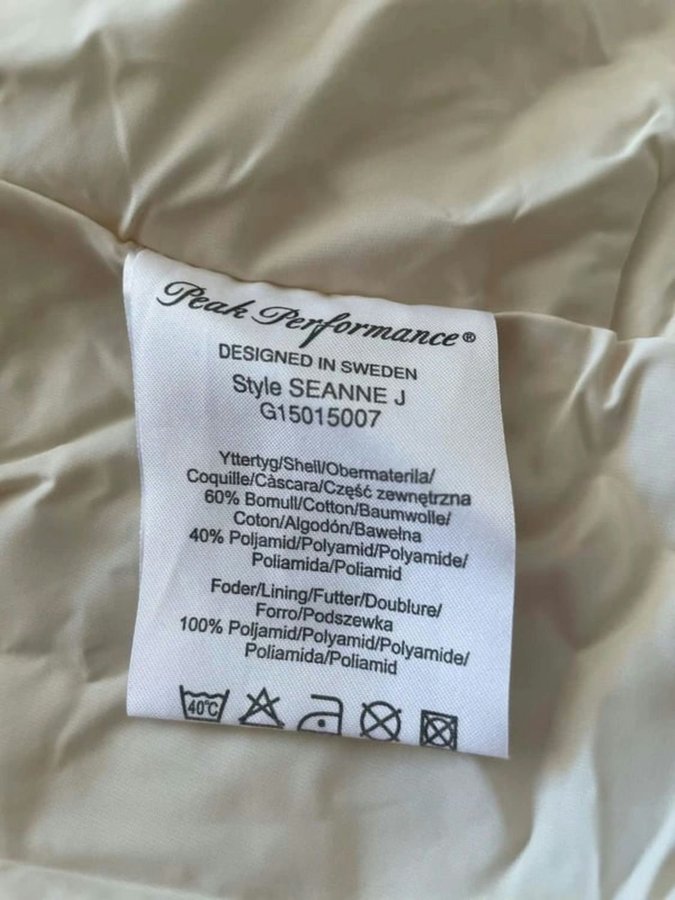 Peak Performance®
DESIGNED IN SWEDEN
Style SEANNE J
G15015007
Yttertyg/Shell/Obermaterila/
Coquille/Càscara/Część zewnętrzna
60% Bomull/Cotton/Baumwolle/
Coton/Algodón/Bawełna
40% Poljamid/Polyamid/Polyamide/
Poliamida/Poliamid
Foder/Lining/Futter/Doublure/
Forro/Podszewka
100% Poljamid/Polyamid/Polyamide/
Poliamida/Poliamid
40°C